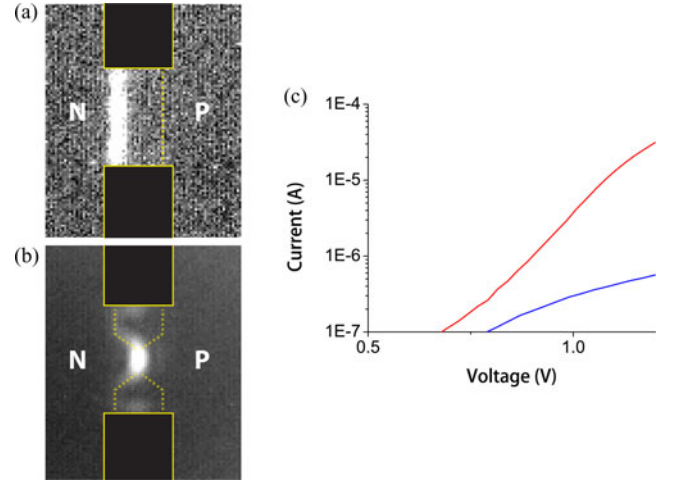 (a)
N P
(b)
N P
(c)
1E-4
1E-5
1E-6
1E-7
0.5 1.0
Current (A)
Voltage (V)